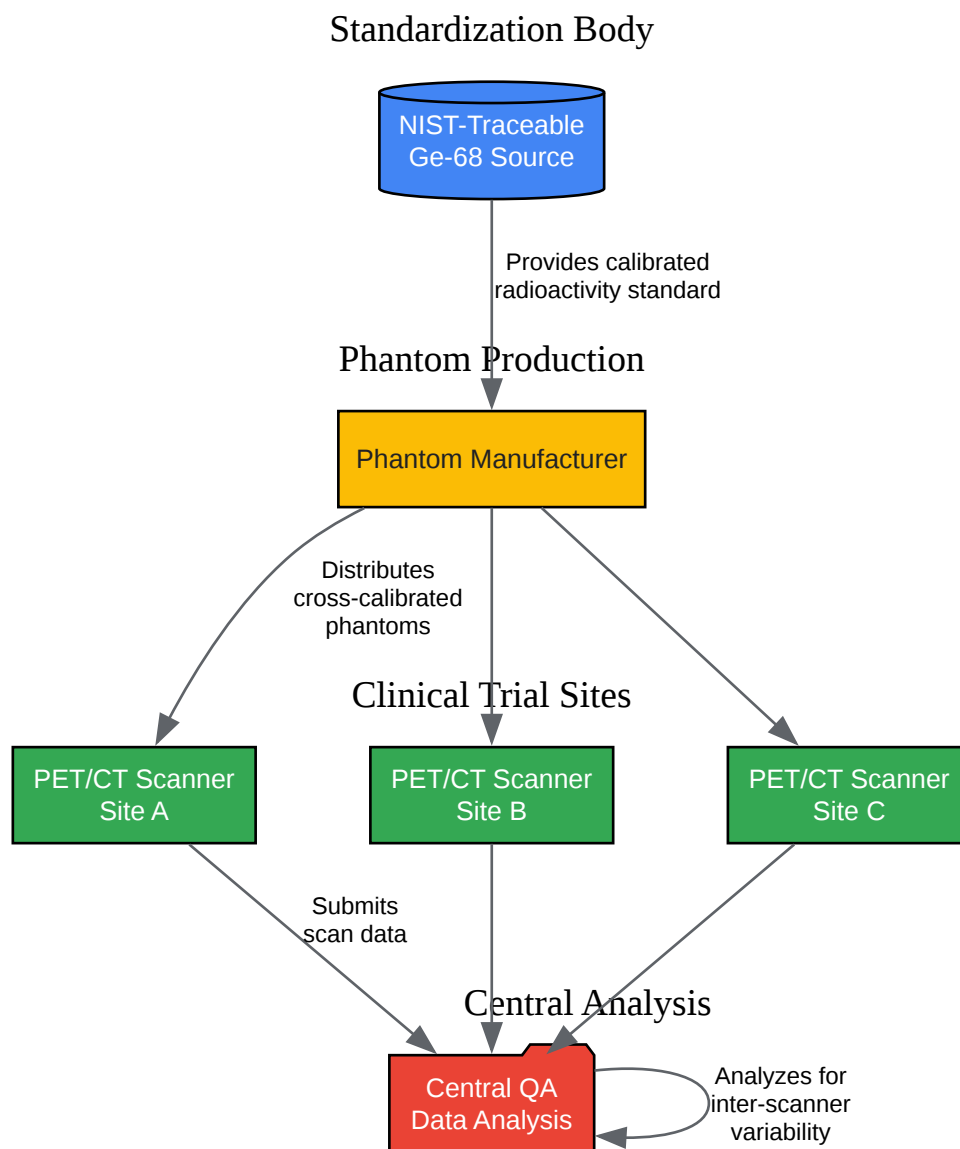 Standardization Body
NIST-Traceable
Ge-68 Source
Provides calibrated
radioactivity standard
Phantom Production
Phantom Manufacturer
Distributes
cross-calibrated
phantoms
Clinical Trial Sites
PET/CT Scanner
Site A
PET/CT Scanner
Site B
PET/CT Scanner
Site C
Submits
scan data
Central Analysis
Central QA
Data Analysis
Analyzes for
inter-scanner
variability